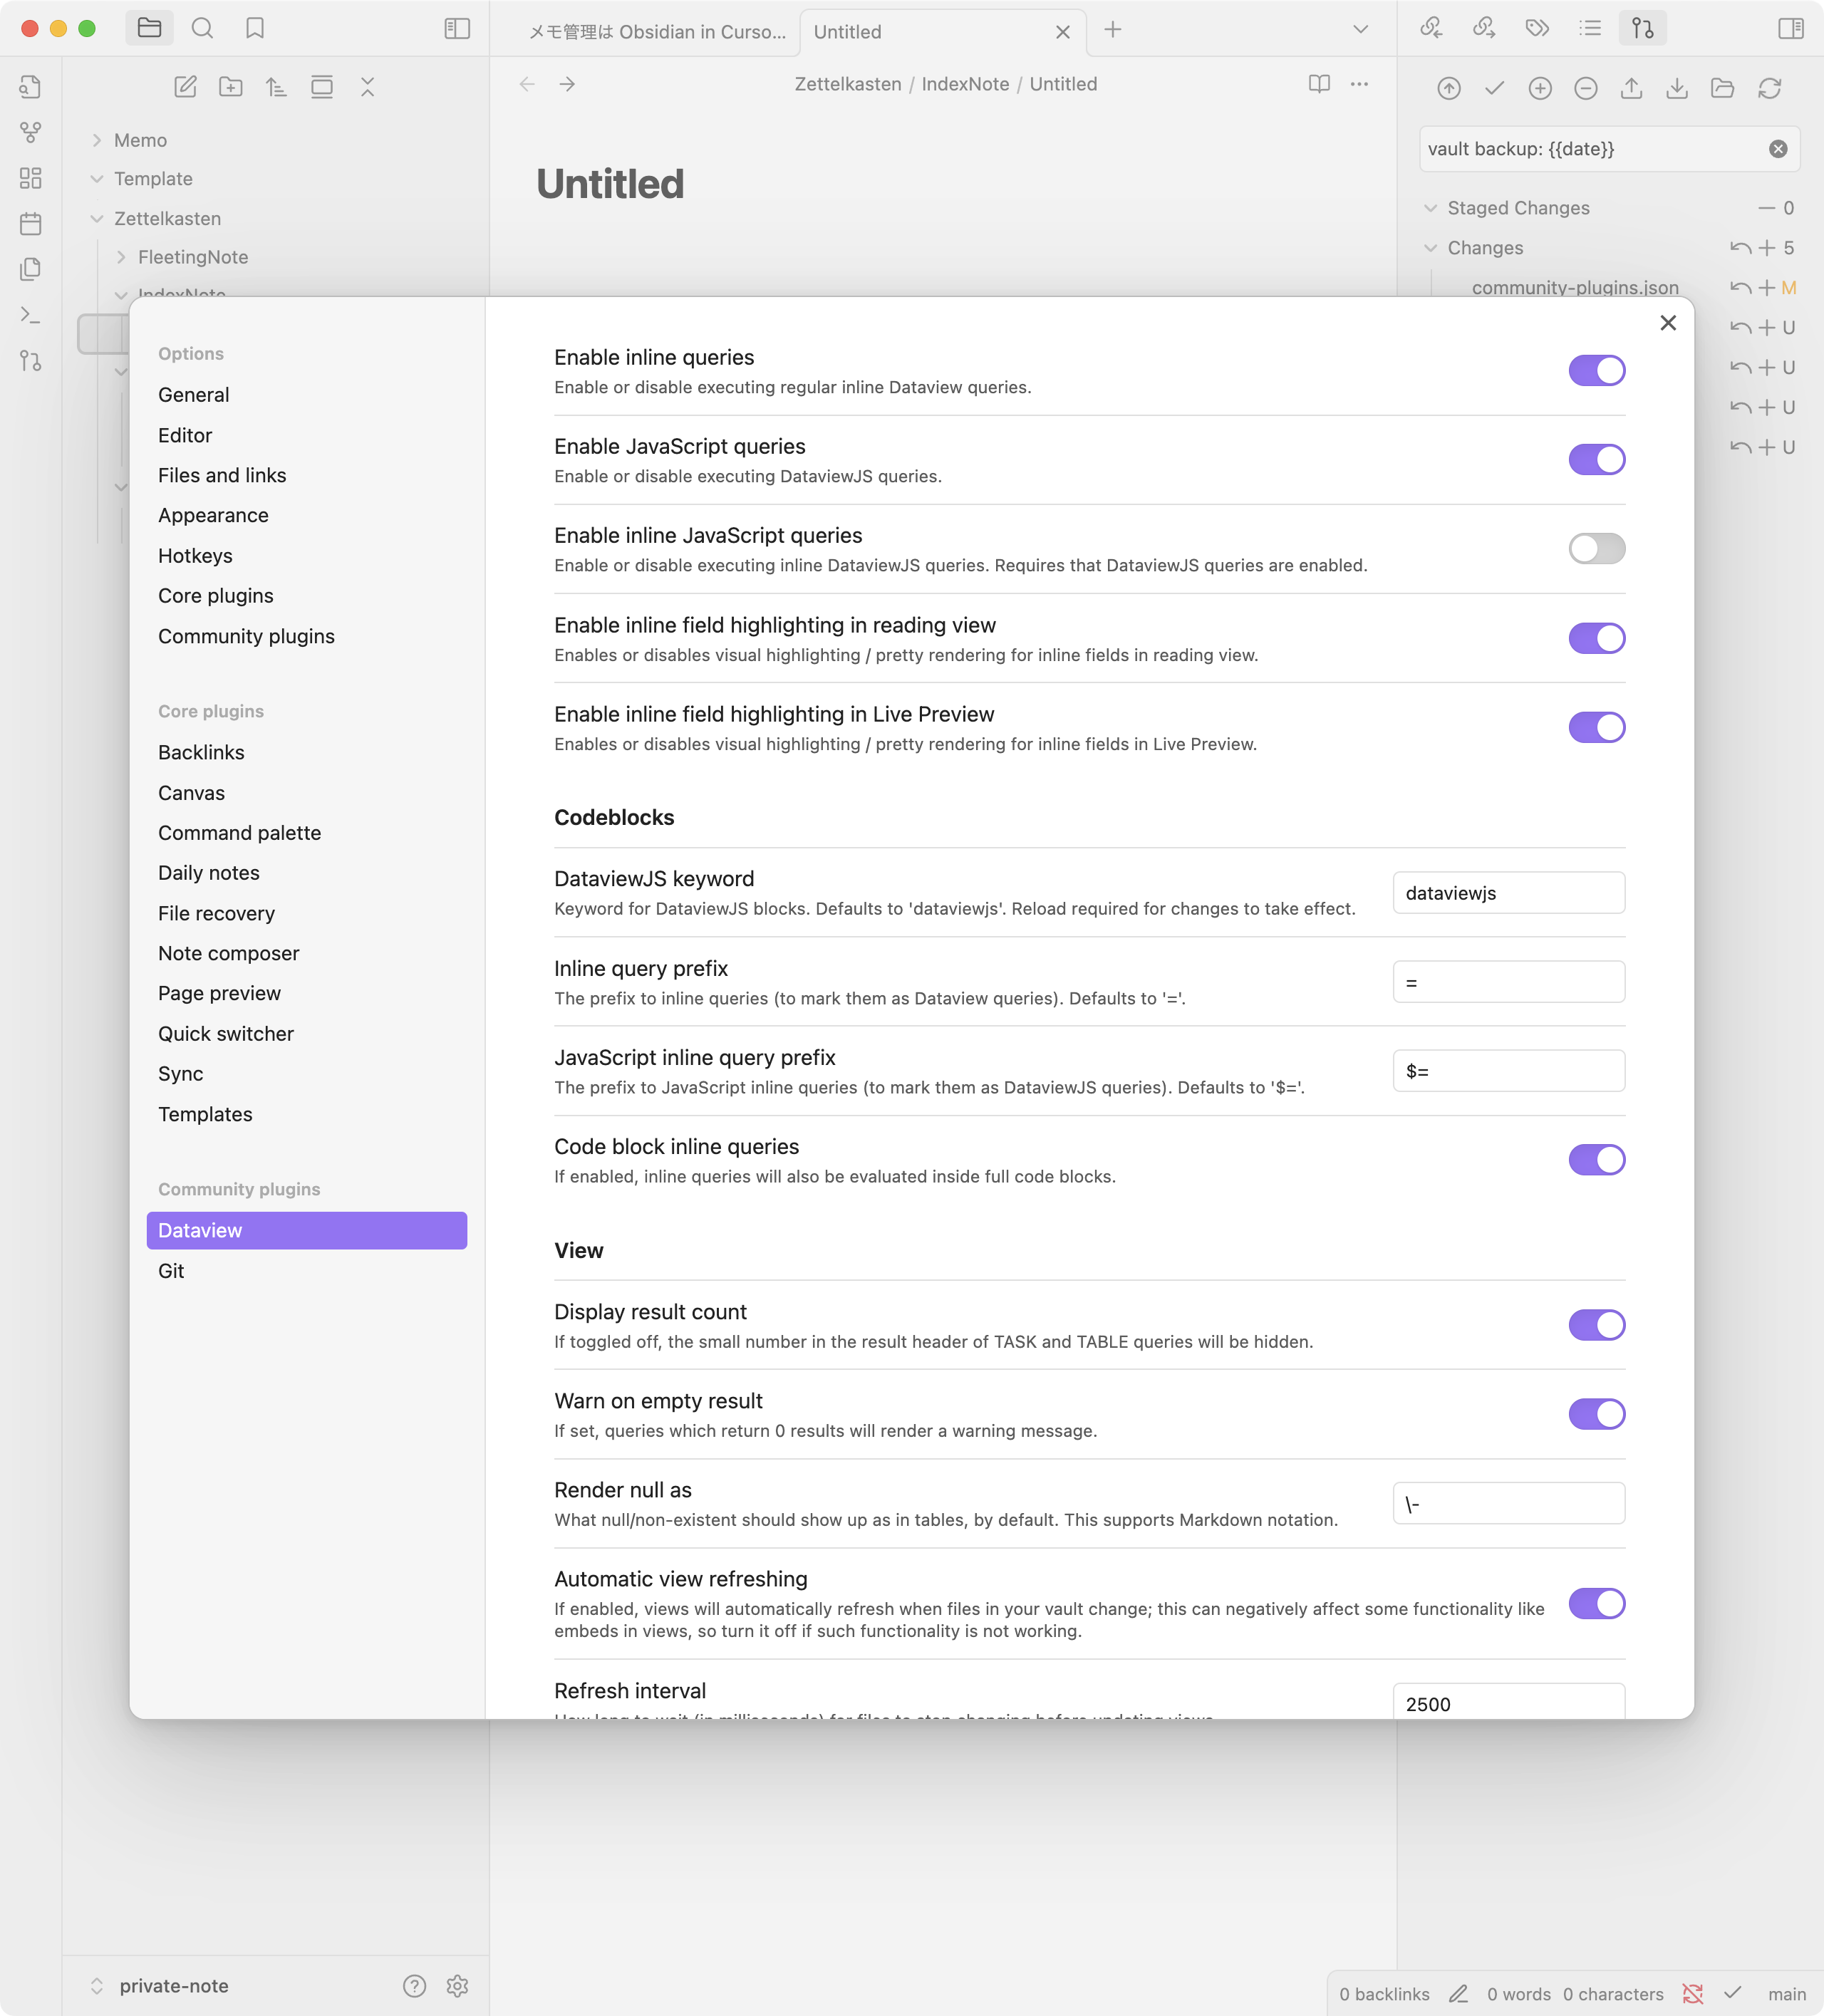 メモ管理は Obsidian in Curso...
Untitled
Zettelkasten / IndexNote / Untitled
Memo
Template
Zettelkasten
FleetingNote
IndexNote
Untitled
vault backup: {{date}}
Staged Changes
0
Changes
5
community-plugins.json
M
U
U
U
U
Options
General
Editor
Files and links
Appearance
Hotkeys
Core plugins
Community plugins
Core plugins
Backlinks
Canvas
Command palette
Daily notes
File recovery
Note composer
Page preview
Quick switcher
Sync
Templates
Community plugins
Dataview
Git
Enable inline queries
Enable or disable executing regular inline Dataview queries.
Enable JavaScript queries
Enable or disable executing DataviewJS queries.
Enable inline JavaScript queries
Enable or disable executing inline DataviewJS queries. Requires that DataviewJS queries are enabled.
Enable inline field highlighting in reading view
Enables or disables visual highlighting / pretty rendering for inline fields in reading view.
Enable inline field highlighting in Live Preview
Enables or disables visual highlighting / pretty rendering for inline fields in Live Preview.
Codeblocks
DataviewJS keyword
Keyword for DataviewJS blocks. Defaults to 'dataviewjs'. Reload required for changes to take effect.
dataviewjs
Inline query prefix
The prefix to inline queries (to mark them as Dataview queries). Defaults to '='.
=
JavaScript inline query prefix
The prefix to JavaScript inline queries (to mark them as DataviewJS queries). Defaults to '$='.
$=
Code block inline queries
If enabled, inline queries will also be evaluated inside full code blocks.
View
Display result count
If toggled off, the small number in the result header of TASK and TABLE queries will be hidden.
Warn on empty result
If set, queries which return 0 results will render a warning message.
Render null as
What null/non-existent should show up as in tables, by default. This supports Markdown notation.
\-
Automatic view refreshing
If enabled, views will automatically refresh when files in your vault change; this can negatively affect some functionality like
embeds in views, so turn it off if such functionality is not working.
Refresh interval
How long to wait (in milliseconds) for files to stop changing before updating views.
2500
private-note
0 backlinks
0 words
0 characters
main